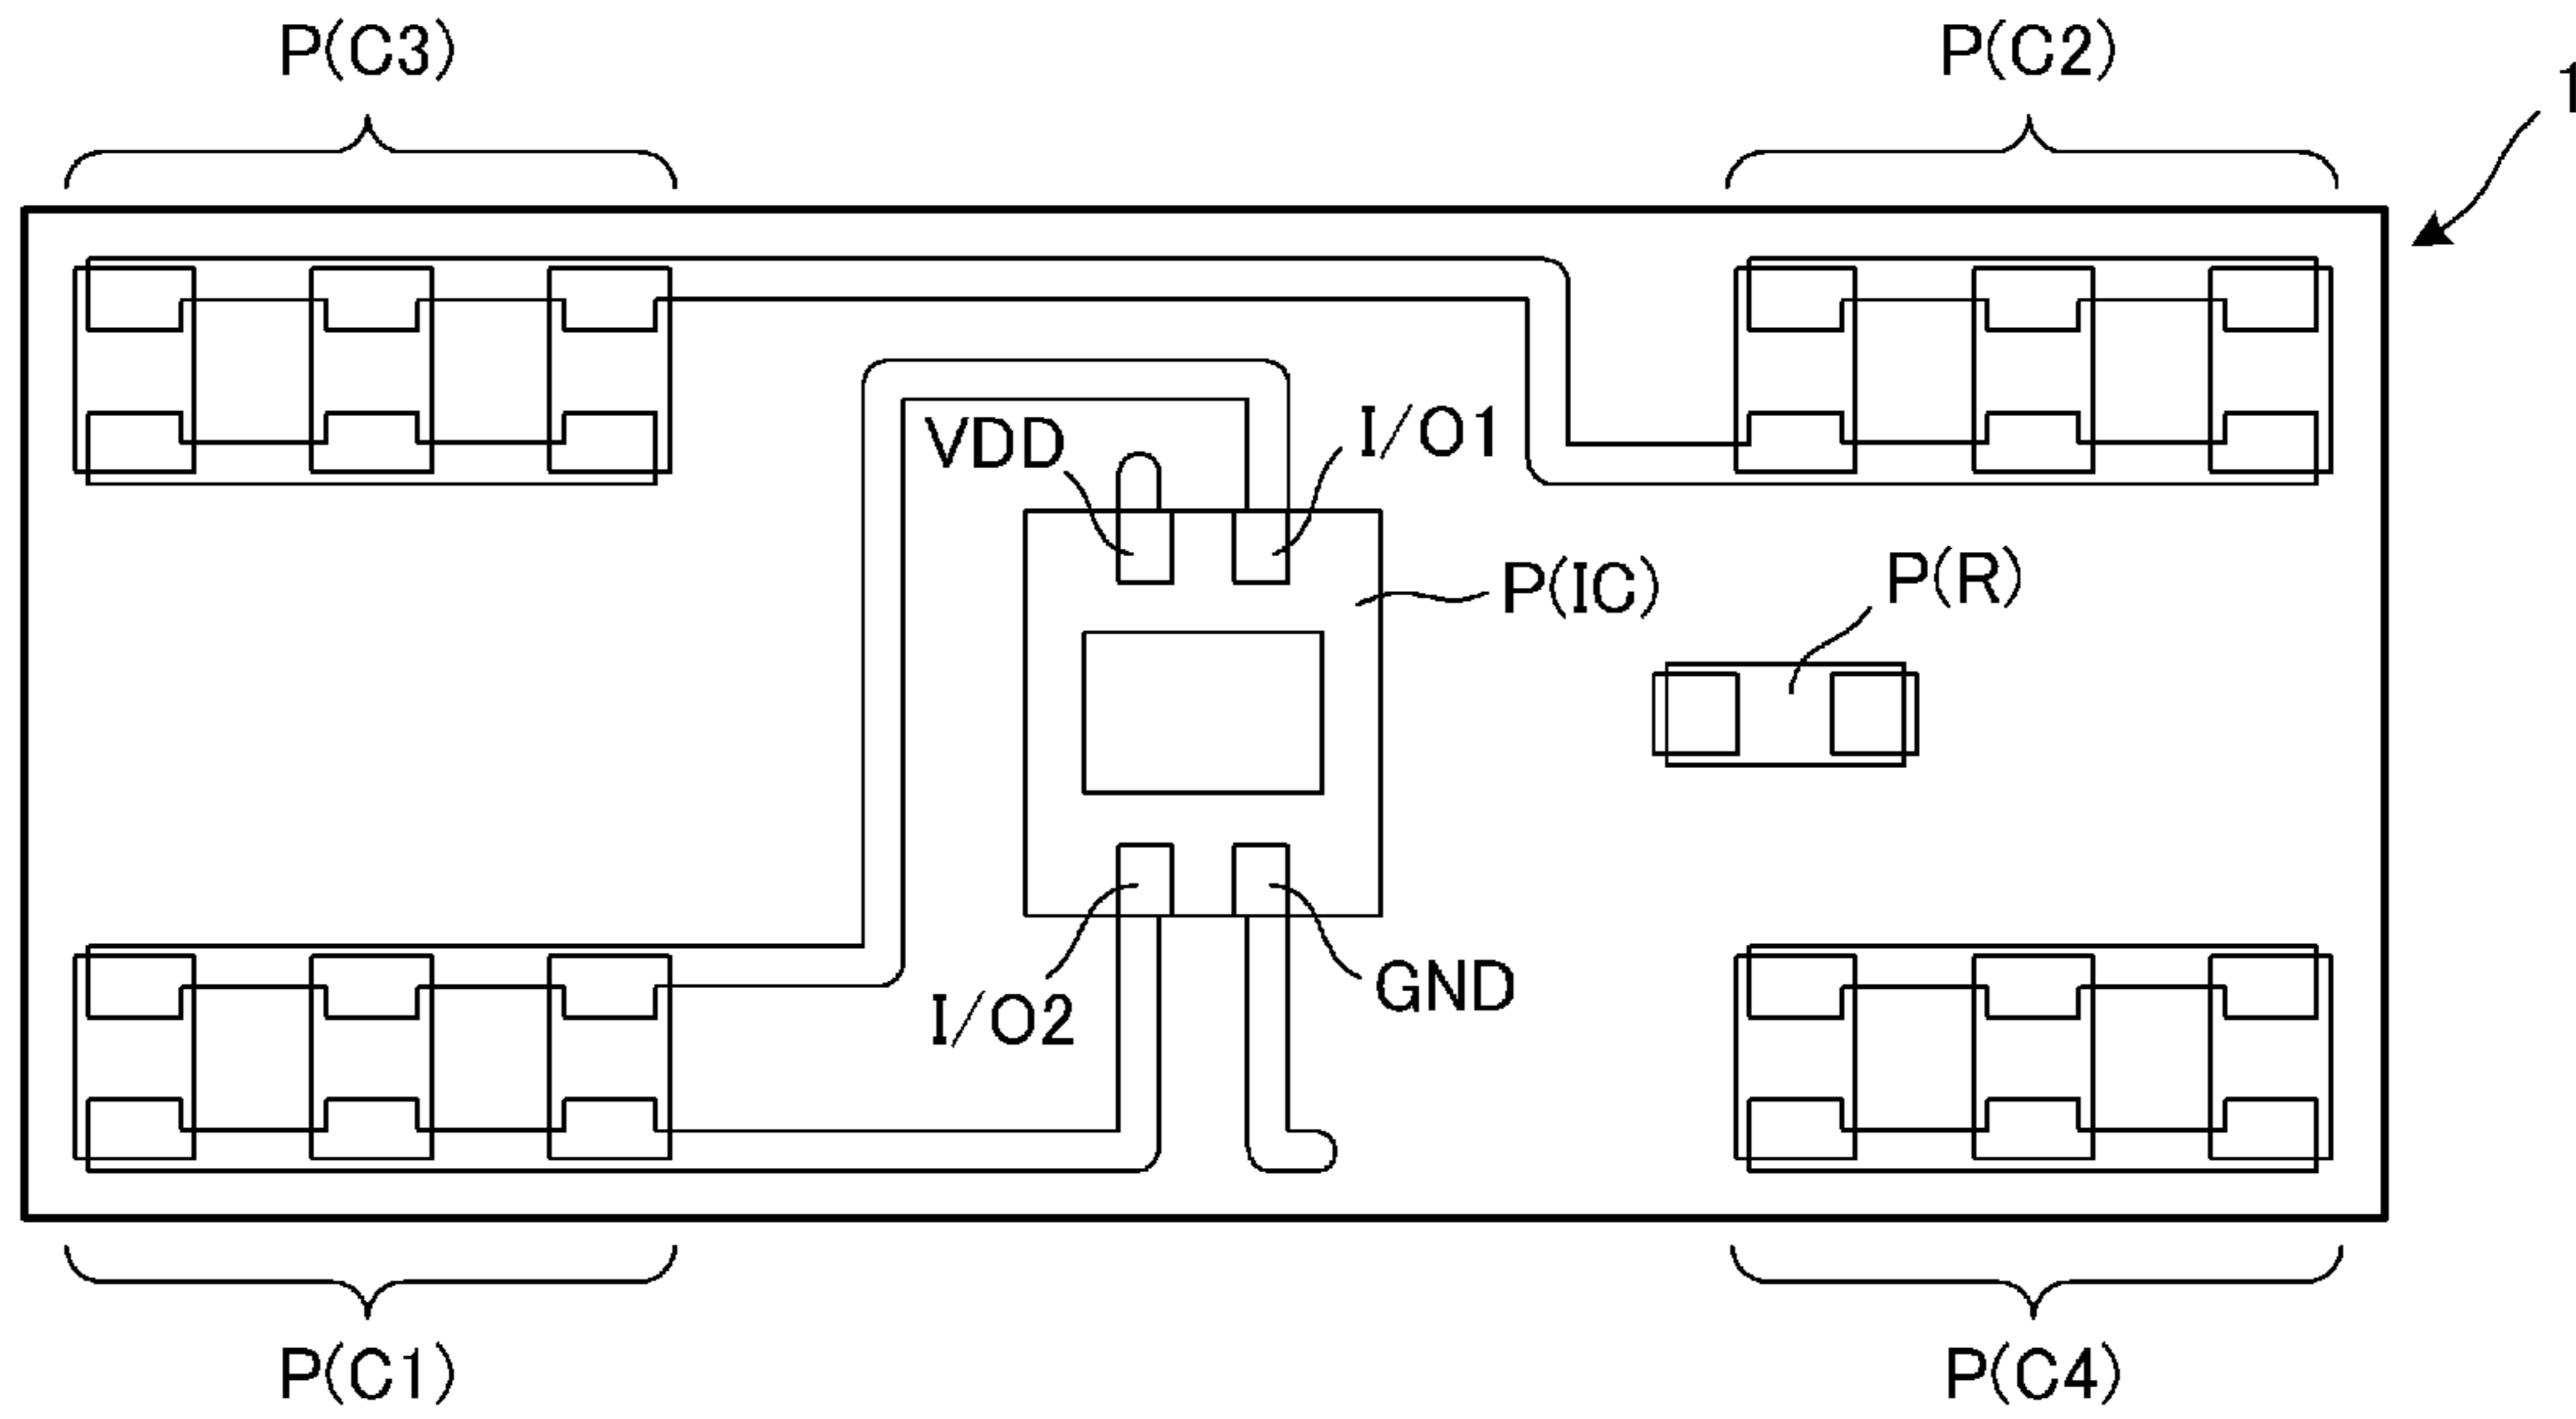 P(C3)
P(C2)
1
VDD
I/O1
P(IC)
P(R)
I/O2
GND
P(C1)
P(C4)